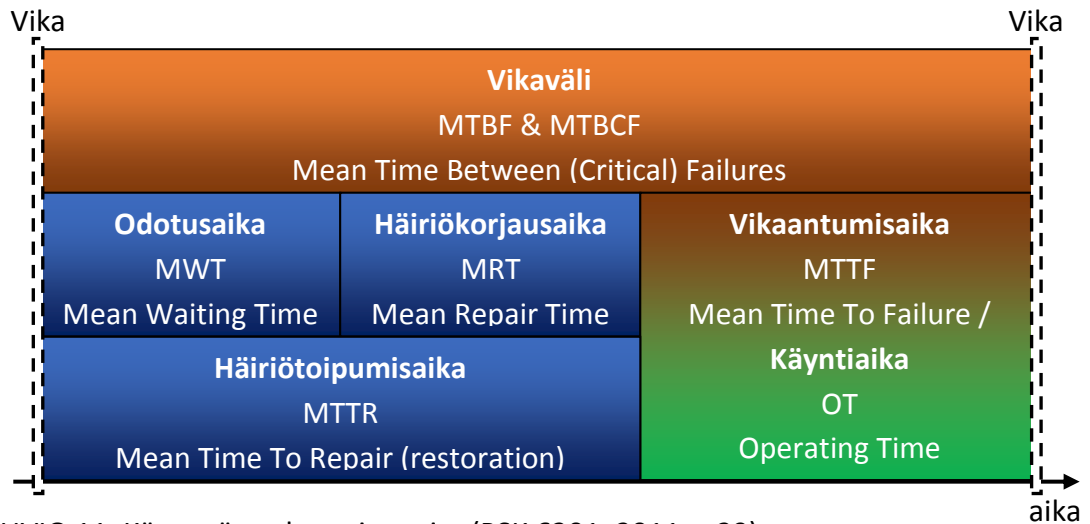 Vika
Vika
Vikaväli
MTBF & MTBCF
Mean Time Between (Critical) Failures
Odotusaika
MWT
Mean Waiting Time
Häiriökorjausaika
MRT
Mean Repair Time
Vikaantumisaika
MTTF
Mean Time To Failure /
Käyntiaika
OT
Operating Time
Häiriötoipumisaika
MTTR
Mean Time To Repair (restoration)
aika